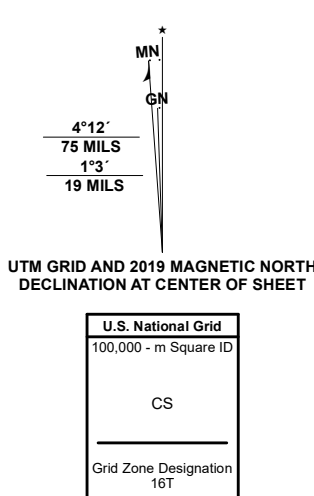 ★
MN
GN
4°12´
75 MILS
1°3´
19 MILS
UTM GRID AND 2019 MAGNETIC NORTH
DECLINATION AT CENTER OF SHEET
U.S. National Grid
100,000 - m Square ID
CS
Grid Zone Designation
16T